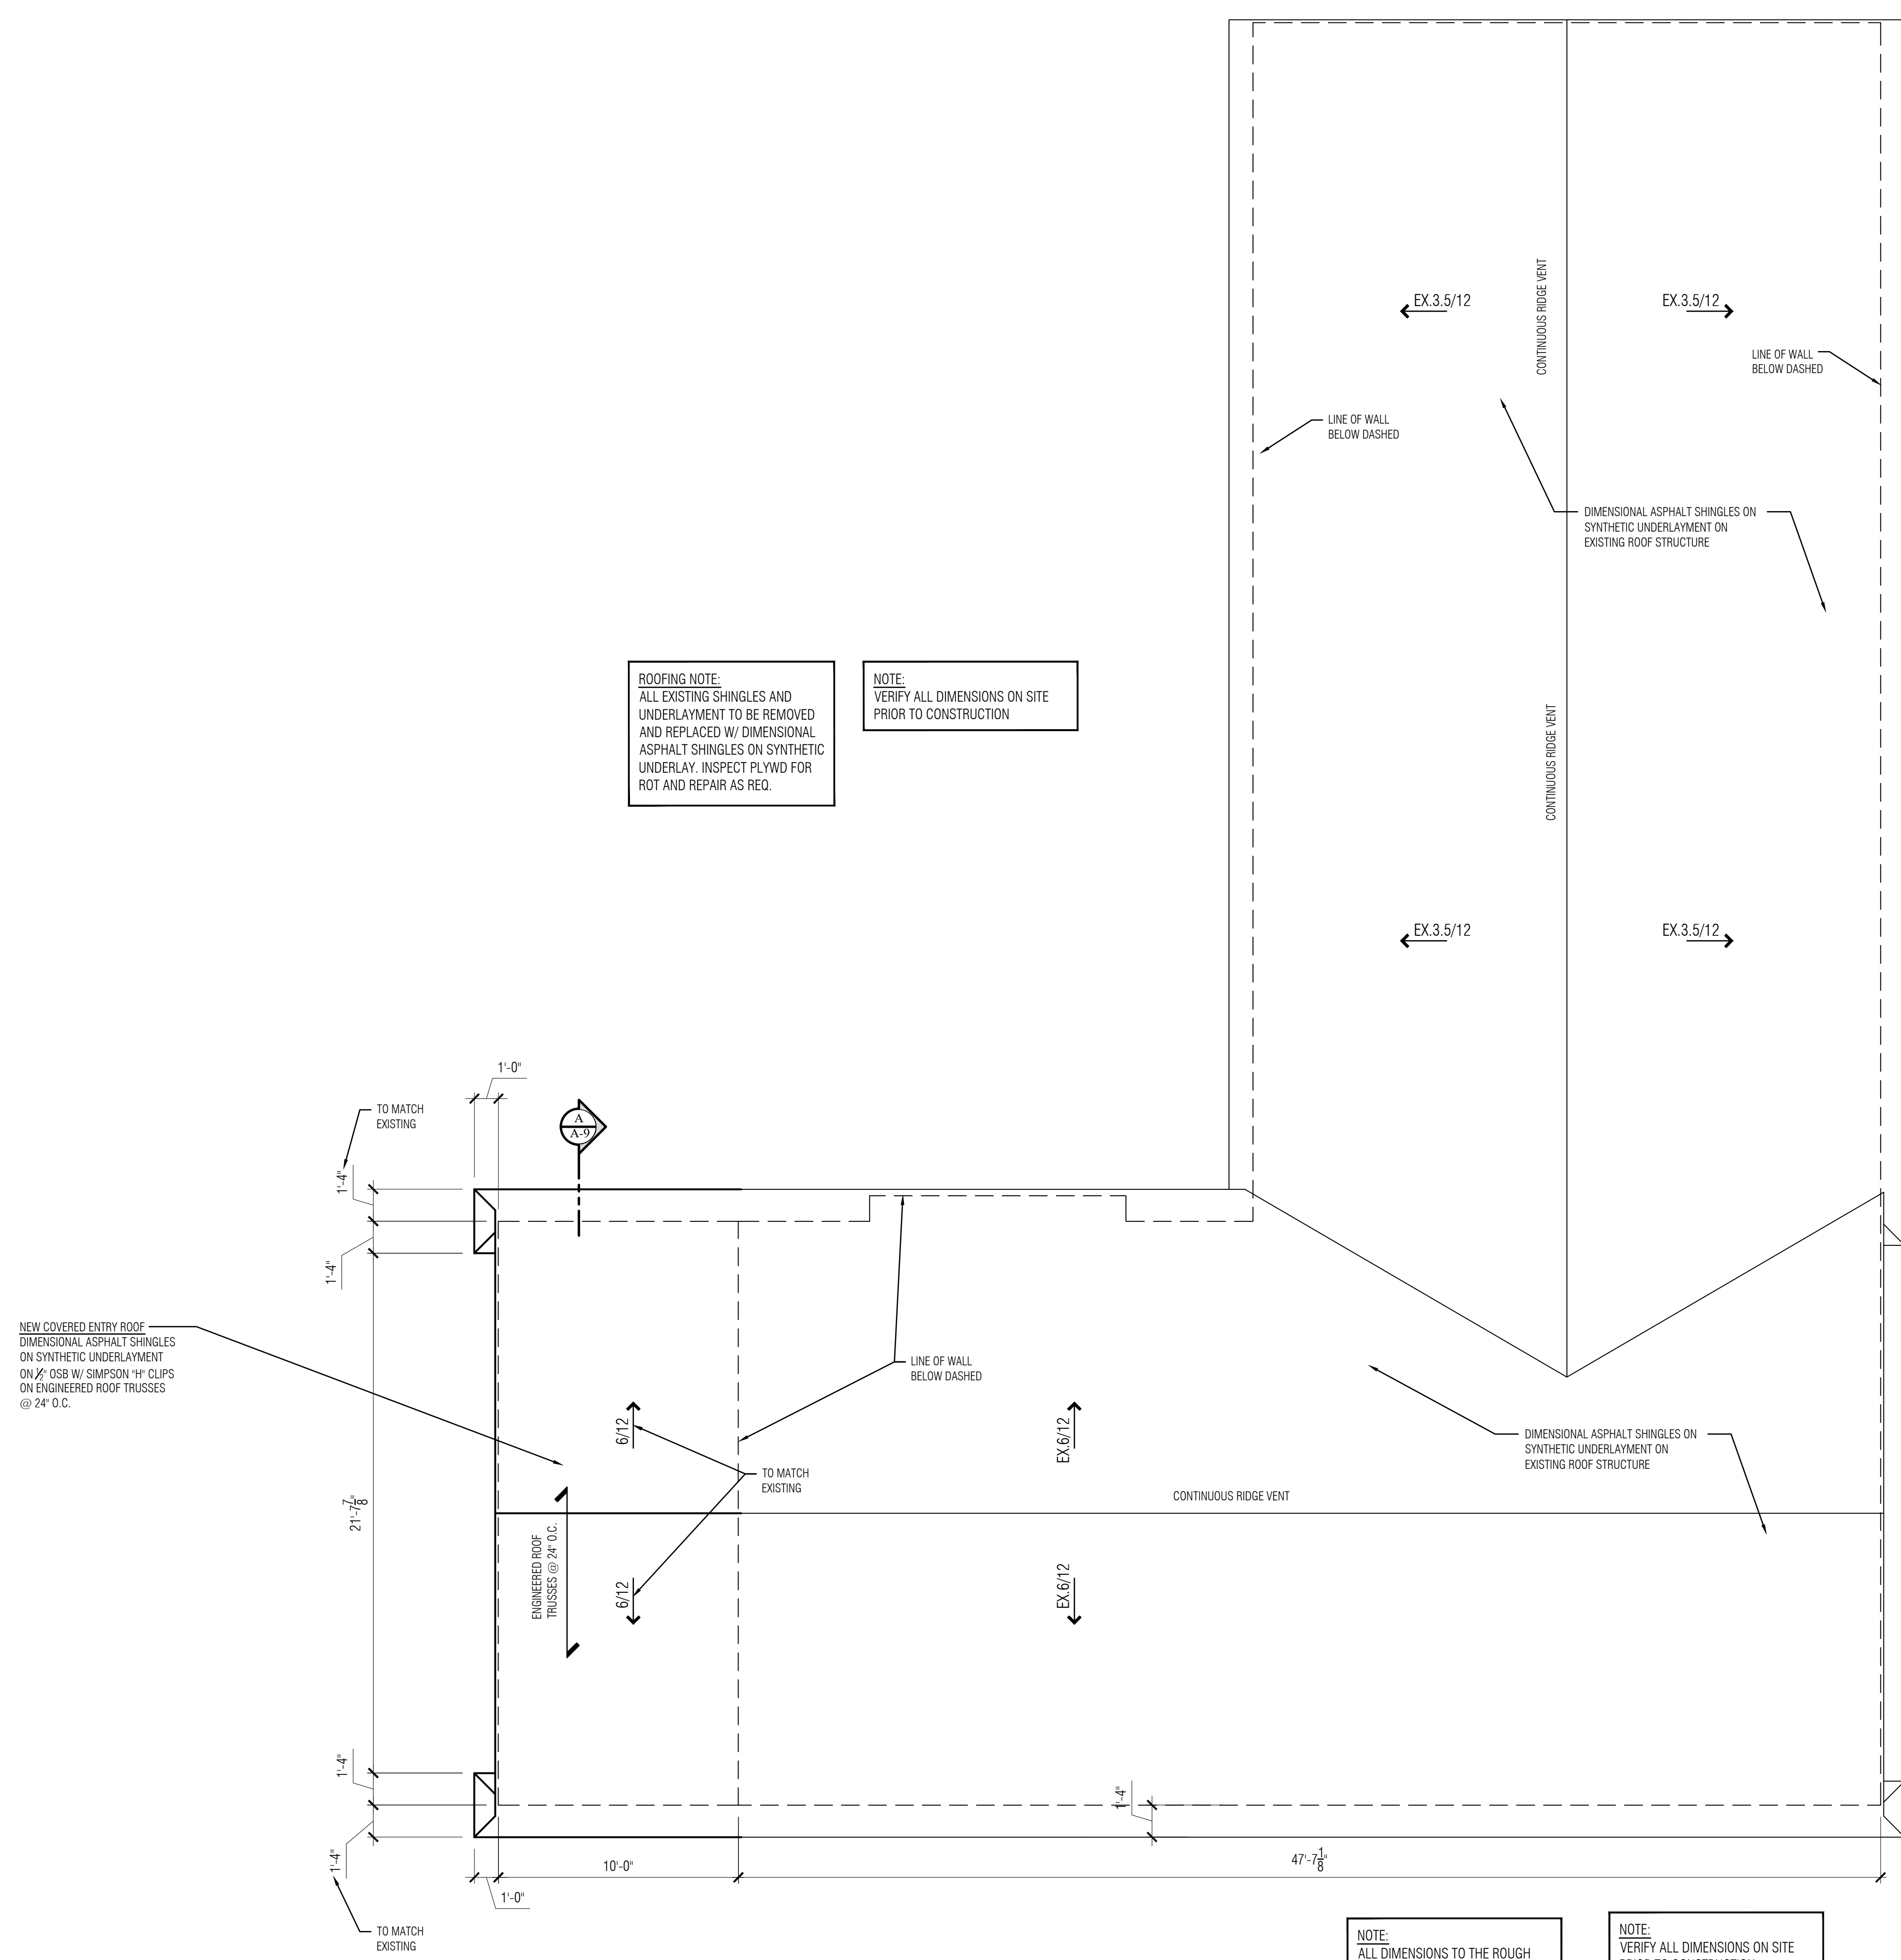 EX.3.5/12
EX.3.5/12
CONTINUOUS RIDGE VENT
LINE OF WALL
BELOW DASHED
LINE OF WALL
BELOW DASHED
DIMENSIONAL ASPHALT SHINGLES ON
SYNTHETIC UNDERLAYMENT ON
EXISTING ROOF STRUCTURE
ROOFING NOTE:
ALL EXISTING SHINGLES AND
UNDERLAYMENT TO BE REMOVED
AND REPLACED W/ DIMENSIONAL
ASPHALT SHINGLES ON SYNTHETIC
UNDERLAY. INSPECT PLYWD FOR
ROT AND REPAIR AS REQ.
NOTE:
VERIFY ALL DIMENSIONS ON SITE
PRIOR TO CONSTRUCTION
CONTINUOUS RIDGE VENT
EX.3.5/12
EX.3.5/12
1'-0"
TO MATCH
EXISTING
A
A-9
1'-4"
1'-4"
NEW COVERED ENTRY ROOF
DIMENSIONAL ASPHALT SHINGLES
ON SYNTHETIC UNDERLAYMENT
ON ½" OSB W/ SIMPSON "H" CLIPS
ON ENGINEERED ROOF TRUSSES
@ 24" O.C.
LINE OF WALL
BELOW DASHED
6/12
EX.6/12
DIMENSIONAL ASPHALT SHINGLES ON
SYNTHETIC UNDERLAYMENT ON
EXISTING ROOF STRUCTURE
TO MATCH
EXISTING
CONTINUOUS RIDGE VENT
21'-7⅞"
ENGINEERED ROOF
TRUSSES @ 24" O.C.
6/12
EX.6/12
1'-4"
1'-4"
1'-4"
10'-0"
47'-7⅛"
1'-0"
TO MATCH
EXISTING
NOTE:
ALL DIMENSIONS TO THE ROUGH
NOTE:
VERIFY ALL DIMENSIONS ON SITE